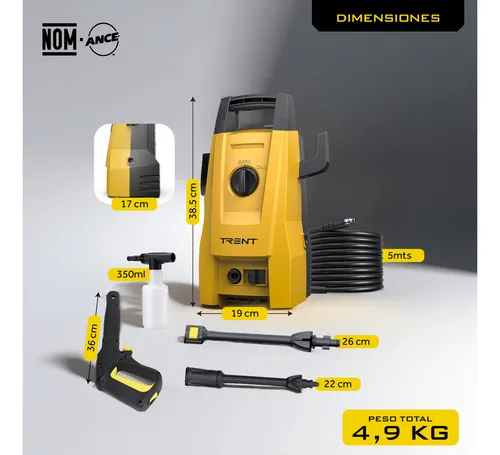 NOM·ANCE
DIMENSIONES
17 cm
38.5 cm
TRENT
5mts
350ml
19 cm
36 cm
26 cm
22 cm
PESO TOTAL
4,9 KG